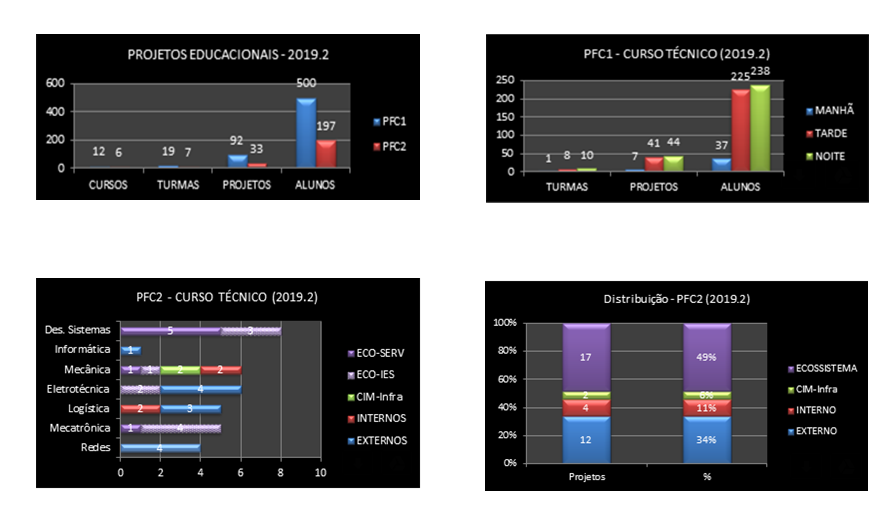 PROJETOS EDUCACIONAIS - 2019.2
600
400
200
0
12 6
19 7
92 33
500
197
CURSOS TURMAS PROJETOS ALUNOS
PFC1
PFC2
PFC1 - CURSO TÉCNICO (2019.2)
250
200
150
100
50
0
1 8 10
7 41 44
37 225 238
TURMAS PROJETOS ALUNOS
MANHÃ
TARDE
NOITE
PFC2 - CURSO TÉCNICO (2019.2)
Des. Sistemas 5 3
Informática 1
Mecânica 1 1 2 2
Eletrotécnica 2 4
Logística 2 3
Mecatrônica 1 4
Redes 4
0 2 4 6 8 10
ECO-SERV
ECO-IES
CIM-Infra
INTERNOS
EXTERNOS
Distribuição - PFC2 (2019.2)
100%
80%
60%
40%
20%
0%
17 49%
2 6%
4 11%
12 34%
Projetos %
ECOSSISTEMA
CIM-Infra
INTERNO
EXTERNO